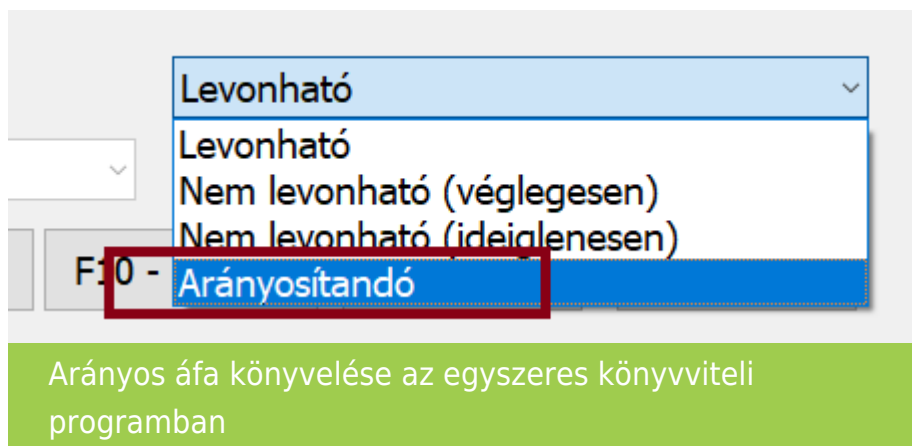 Levonható
Levonható
Nem levonható (véglegesen)
Nem levonható (ideiglenesen)
F10 -
Arányosítandó
Arányos áfa könyvelése az egyszeres könyvviteli
programban